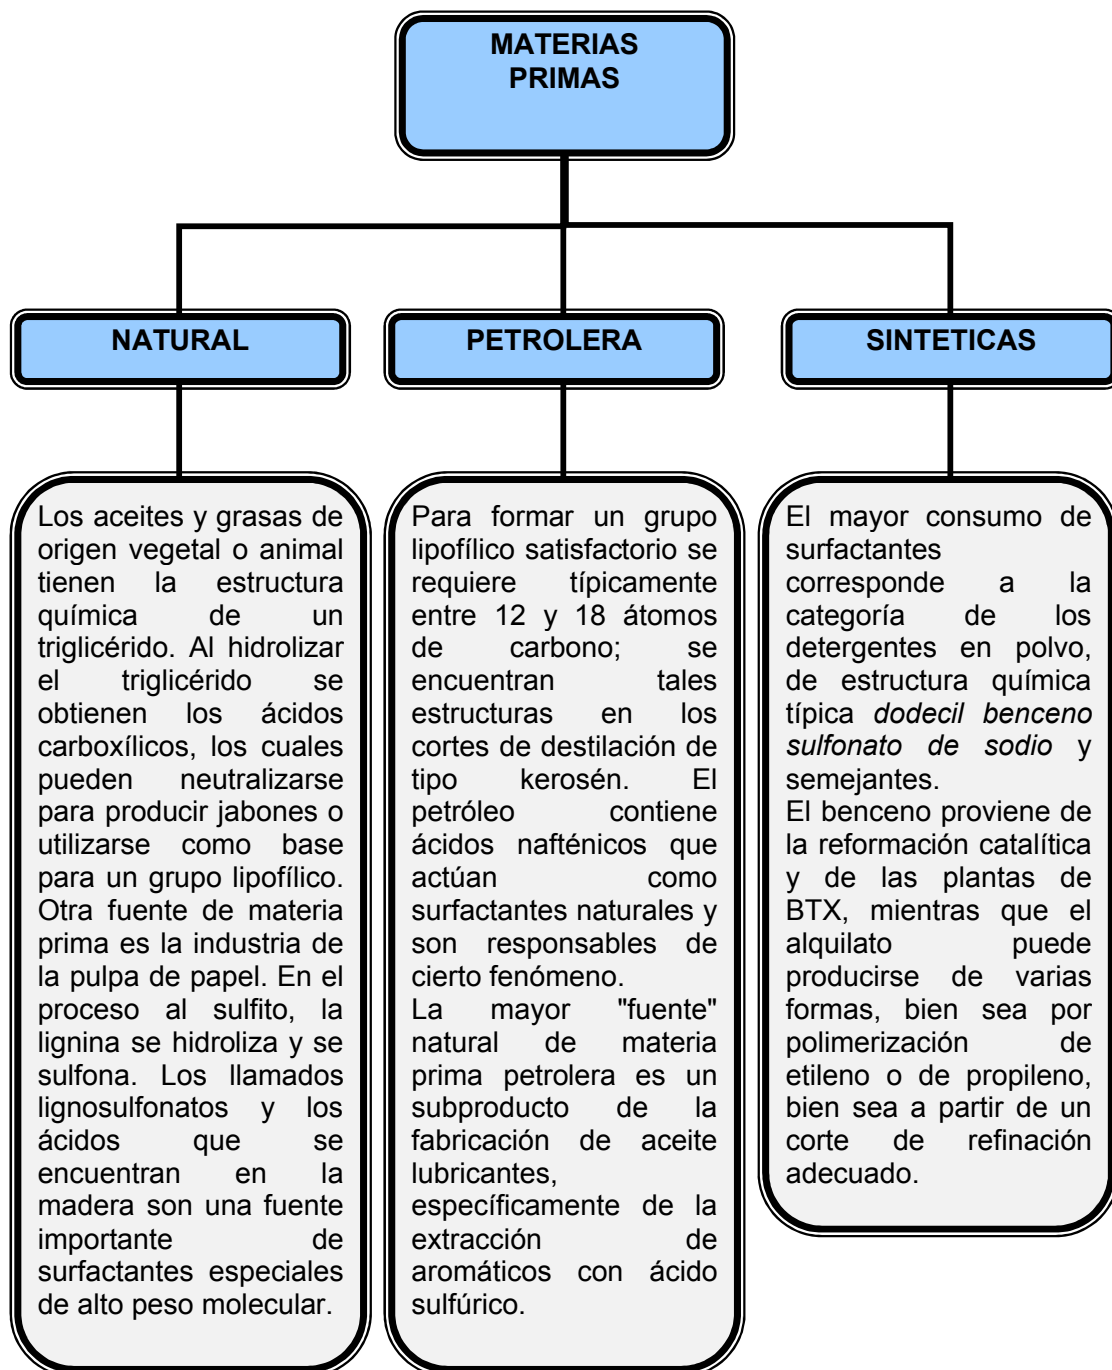 MATERIAS
PRIMAS
NATURAL
PETROLERA
SINTETICAS
Los aceites y grasas de
origen vegetal o animal
tienen la estructura
química de un
triglicérido. Al hidrolizar
el triglicérido se
obtienen los ácidos
carboxílicos, los cuales
pueden neutralizarse
para producir jabones o
utilizarse como base
para un grupo lipofílico.
Otra fuente de materia
prima es la industria de
la pulpa de papel. En el
proceso al sulfito, la
lignina se hidroliza y se
sulfona. Los llamados
lignosulfonatos y los
ácidos que se
encuentran en la
madera son una fuente
importante de
surfactantes especiales
de alto peso molecular.
Para formar un grupo
lipofílico satisfactorio se
requiere típicamente
entre 12 y 18 átomos
de carbono; se
encuentran tales
estructuras en los
cortes de destilación de
tipo kerosén. El
petróleo contiene
ácidos nafténicos que
actúan como
surfactantes naturales y
son responsables de
cierto fenómeno.
La mayor "fuente"
natural de materia
prima petrolera es un
subproducto de la
fabricación de aceite
lubricantes,
específicamente de la
extracción de
aromáticos con ácido
sulfúrico.
El mayor consumo de
surfactantes
corresponde a la
categoría de los
detergentes en polvo,
de estructura química
típica dodecil benceno
sulfonato de sodio y
semejantes.
El benceno proviene de
la reformación catalítica
y de las plantas de
BTX, mientras que el
alquilato puede
producirse de varias
formas, bien sea por
polimerización de
etileno o de propileno,
bien sea a partir de un
corte de refinación
adecuado.